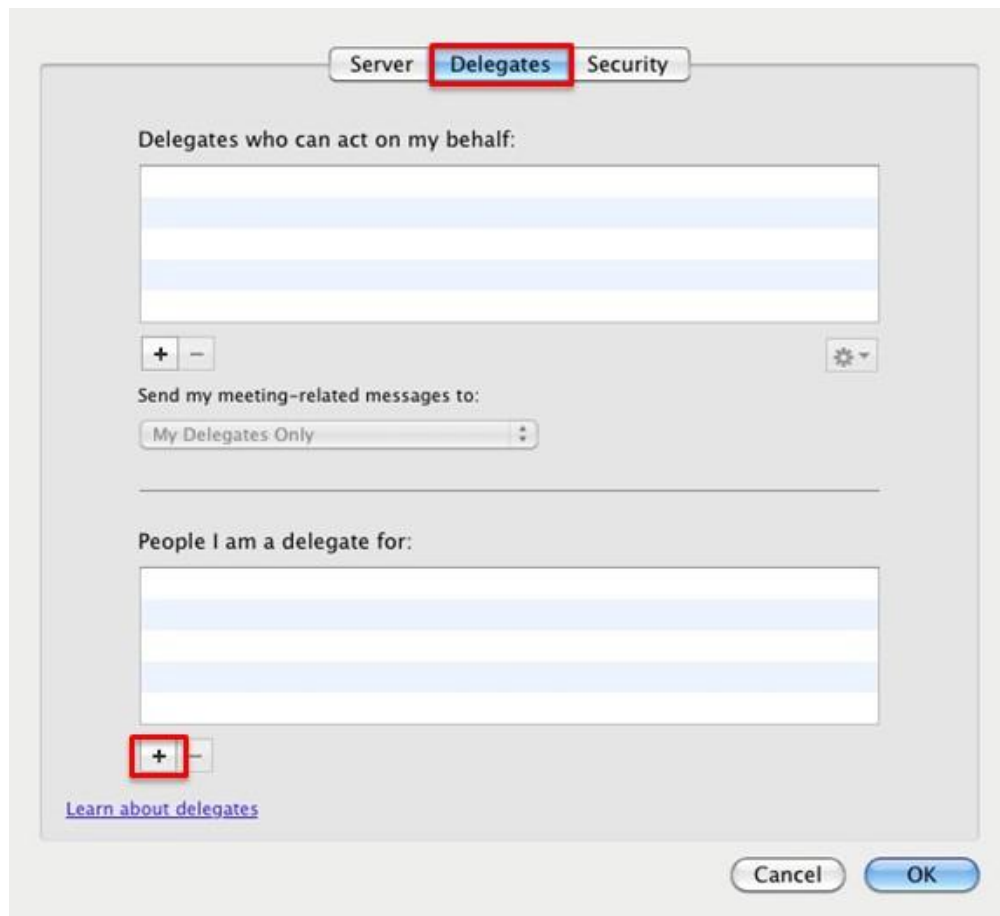 Server Delegates Security
Delegates who can act on my behalf:
+ −
Send my meeting-related messages to:
My Delegates Only
People I am a delegate for:
+ −
Learn about delegates
Cancel OK